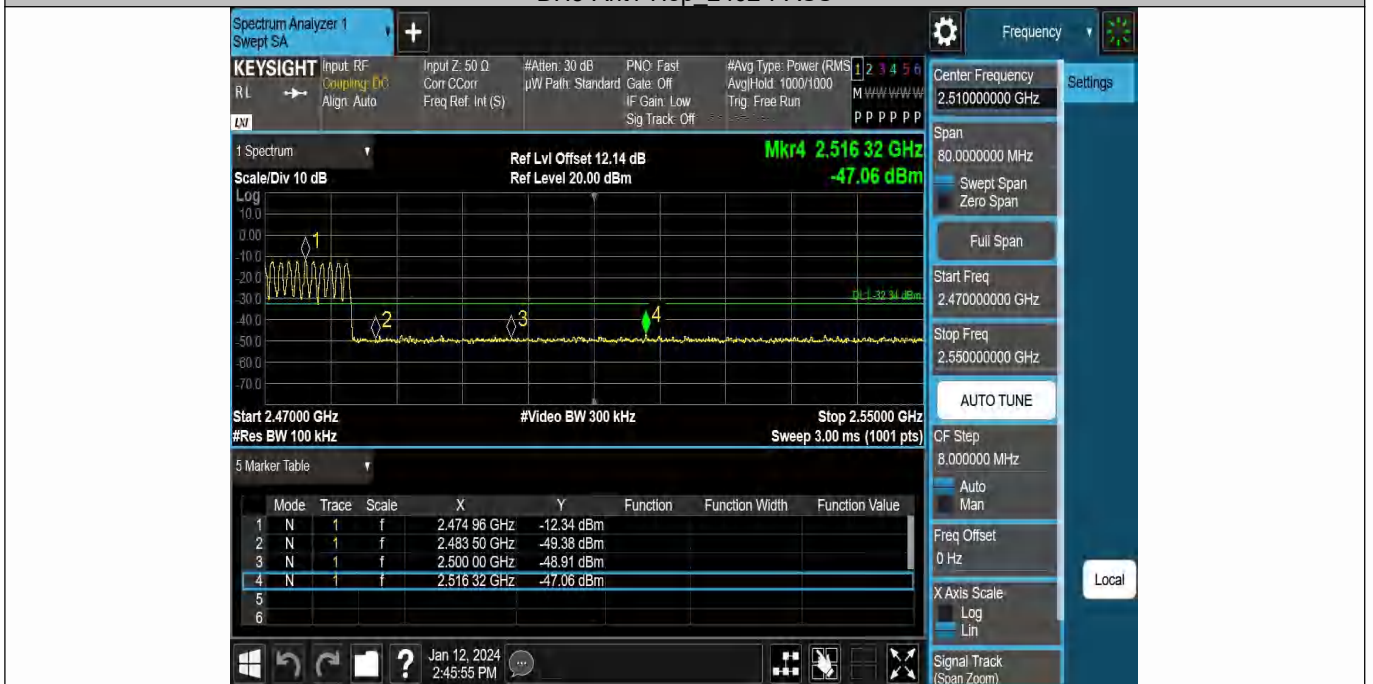 Spectrum Analyzer 1
Swept SA
+
Frequency
KEYSIGHT
RL
LXI
Input: RF
Coupling: DC
Align: Auto
Input Z: 50 Ω
Corr CCorr
Freq Ref: Int (S)
#Atten: 30 dB
µW Path: Standard
PNO: Fast
Gate: Off
IF Gain: Low
Sig Track: Off
#Avg Type: Power (RMS
Avg|Hold: 1000/1000
Trig: Free Run
1 2 3 4 5 6
M W W W W W
P P P P P P
1 Spectrum
Scale/Div 10 dB
Ref Lvl Offset 12.14 dB
Ref Level 20.00 dBm
Mkr4 2.516 32 GHz
-47.06 dBm
Log
10.0
0.00
-10.0
-20.0
-30.0
-40.0
-50.0
-60.0
-70.0
1
2
3
4
DL1 -32.34 dBm
Start 2.47000 GHz
#Res BW 100 kHz
#Video BW 300 kHz
Stop 2.55000 GHz
Sweep 3.00 ms (1001 pts)
5 Marker Table
Mode Trace Scale X Y Function Function Width Function Value
1 N 1 f 2.474 96 GHz -12.34 dBm
2 N 1 f 2.483 50 GHz -49.38 dBm
3 N 1 f 2.500 00 GHz -48.91 dBm
4 N 1 f 2.516 32 GHz -47.06 dBm
5
6
?
Jan 12, 2024
2:45:55 PM
Center Frequency
2.510000000 GHz
Settings
Span
80.0000000 MHz
Swept Span
Zero Span
Full Span
Start Freq
2.470000000 GHz
Stop Freq
2.550000000 GHz
AUTO TUNE
CF Step
8.000000 MHz
Auto
Man
Freq Offset
0 Hz
X Axis Scale
Log
Lin
Local
Signal Track
(Span Zoom)